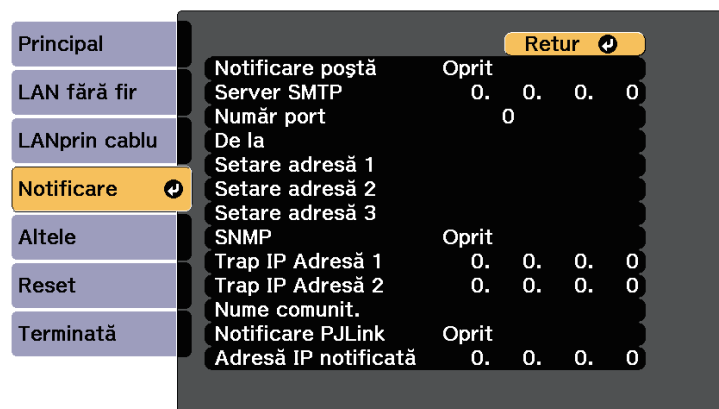 Principal
LAN fără fir
LANprin cablu
Notificare
Altele
Reset
Terminată
Retur
Notificare poştă Oprit
Server SMTP 0. 0. 0. 0
Număr port 0
De la
Setare adresă 1
Setare adresă 2
Setare adresă 3
SNMP Oprit
Trap IP Adresă 1 0. 0. 0. 0
Trap IP Adresă 2 0. 0. 0. 0
Nume comunit.
Notificare PJLink Oprit
Adresă IP notificată 0. 0. 0. 0